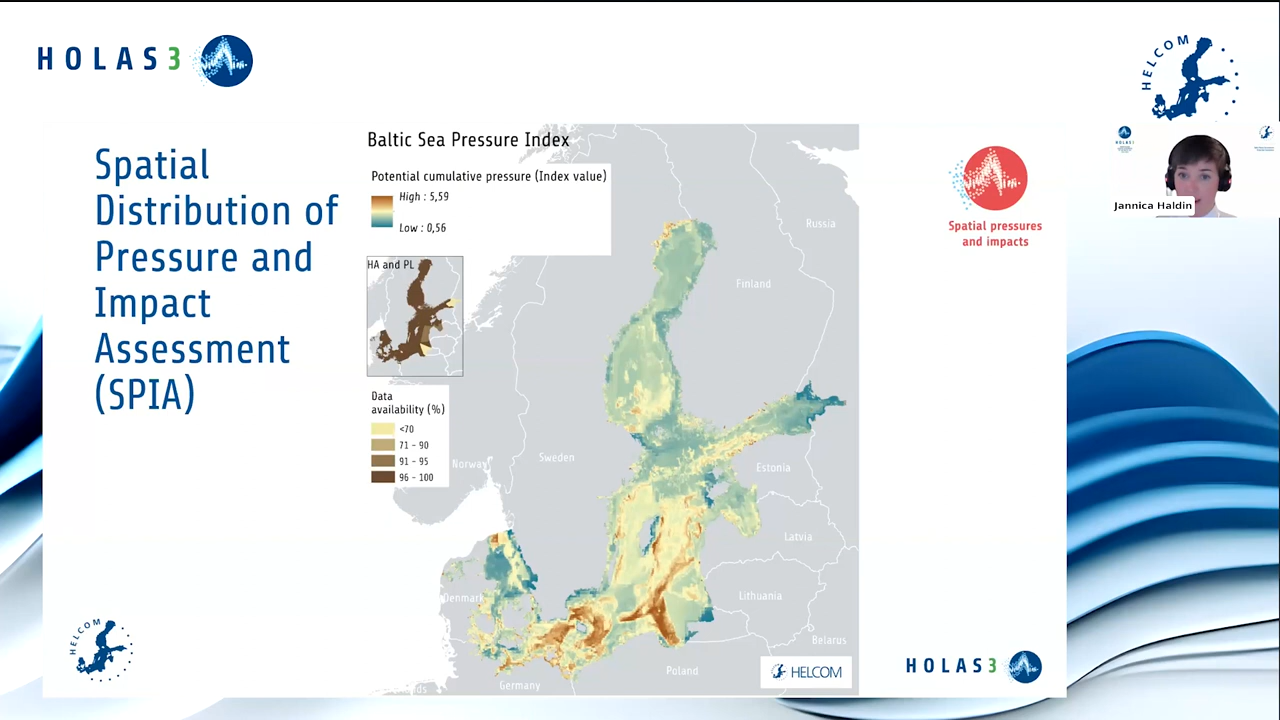 HOLAS3
HELCOM
Spatial
Distribution of
Pressure and
Impact
Assessment
(SPIA)
Baltic Sea Pressure Index
Potential cumulative pressure (Index value)
High : 5,59
Low : 0,56
HA and PL
Data
availability (%)
<70
71 - 90
91 - 95
96 - 100
Norway
Sweden
Finland
Russia
Estonia
Latvia
Lithuania
Belarus
Denmark
Germany
Poland
HELCOM
Spatial pressures
and impacts
Jannica Haldin
HELCOM
HOLAS3